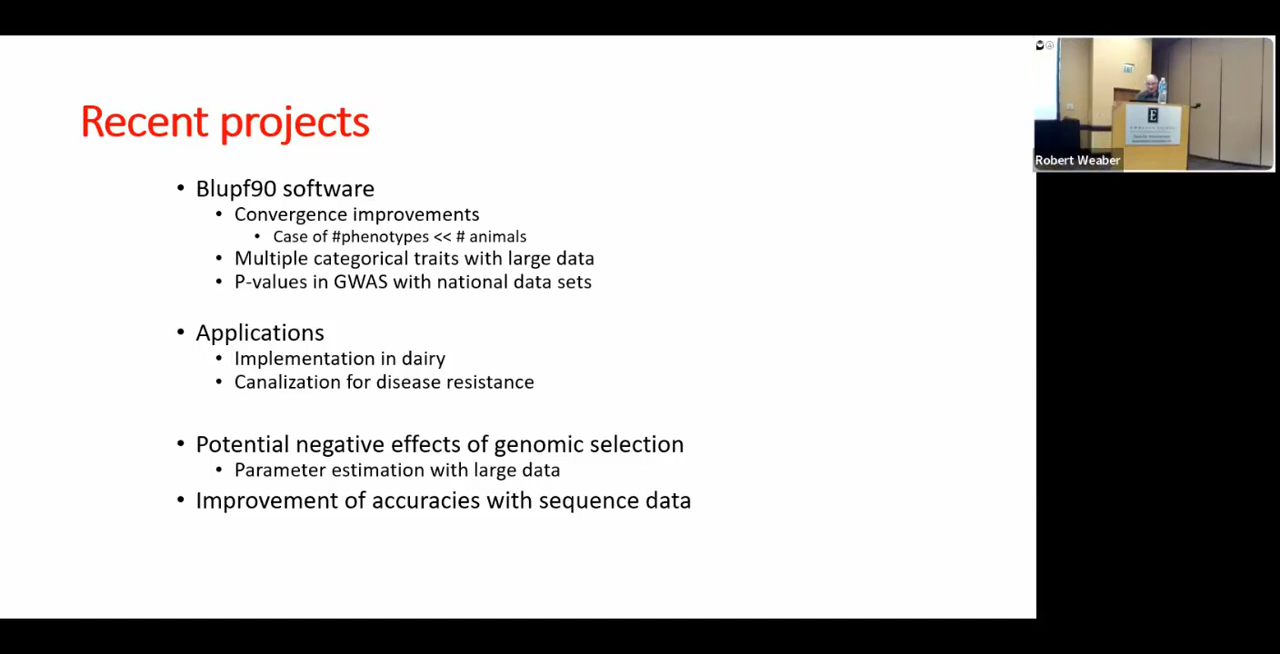 Recent projects
• Blupf90 software
• Convergence improvements
• Case of #phenotypes << # animals
• Multiple categorical traits with large data
• P-values in GWAS with national data sets
• Applications
• Implementation in dairy
• Canalization for disease resistance
• Potential negative effects of genomic selection
• Parameter estimation with large data
• Improvement of accuracies with sequence data
EXIT
E
Robert Weaber